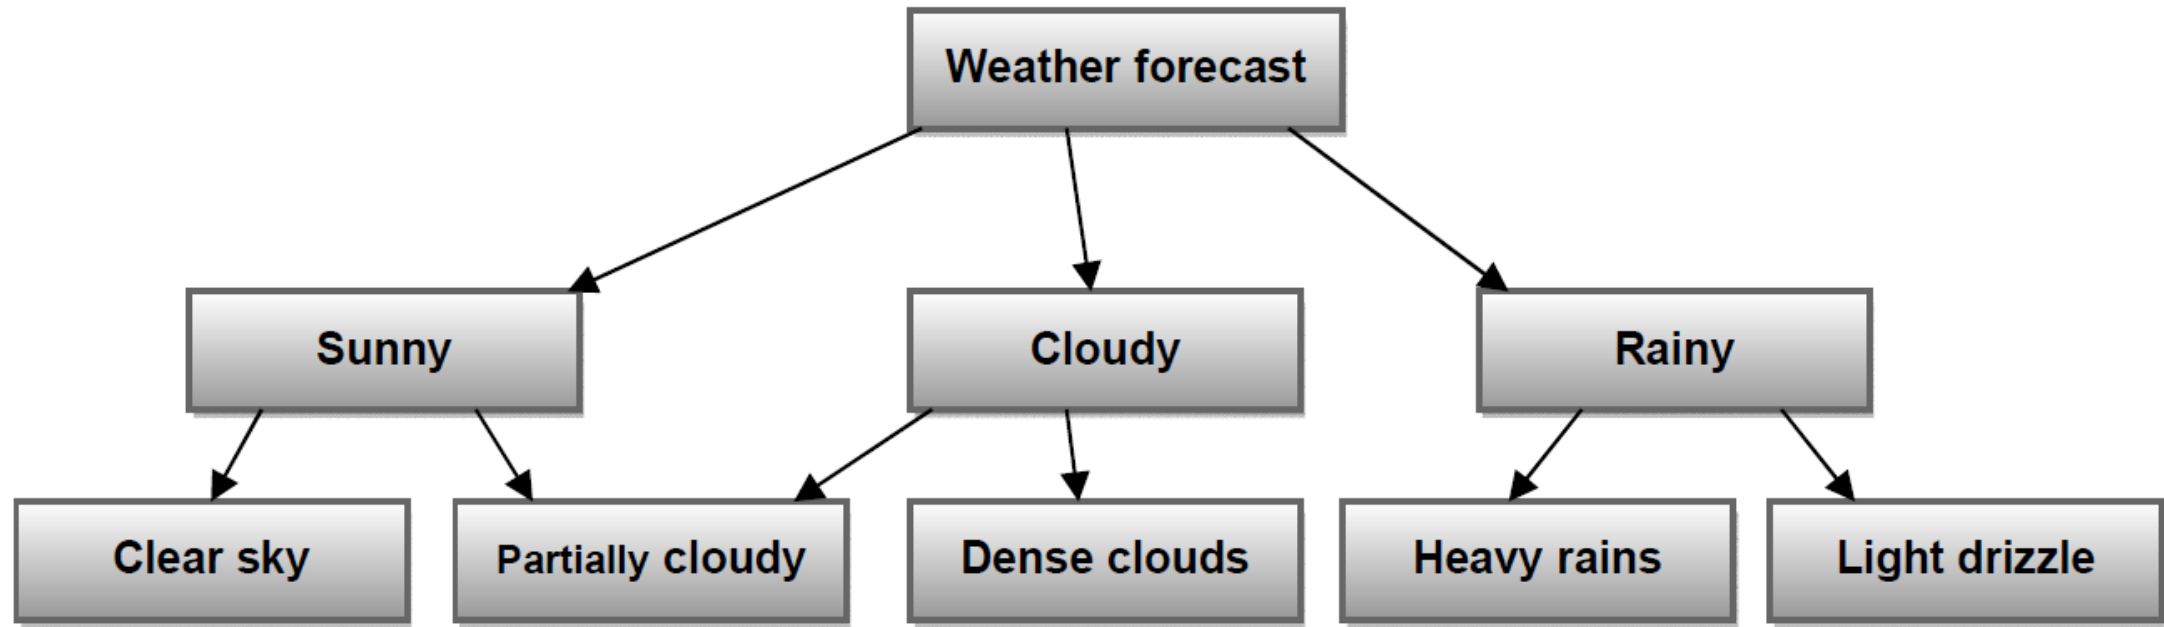 Weather forecast
Sunny
Cloudy
Rainy
Clear sky
Partially cloudy
Dense clouds
Heavy rains
Light drizzle